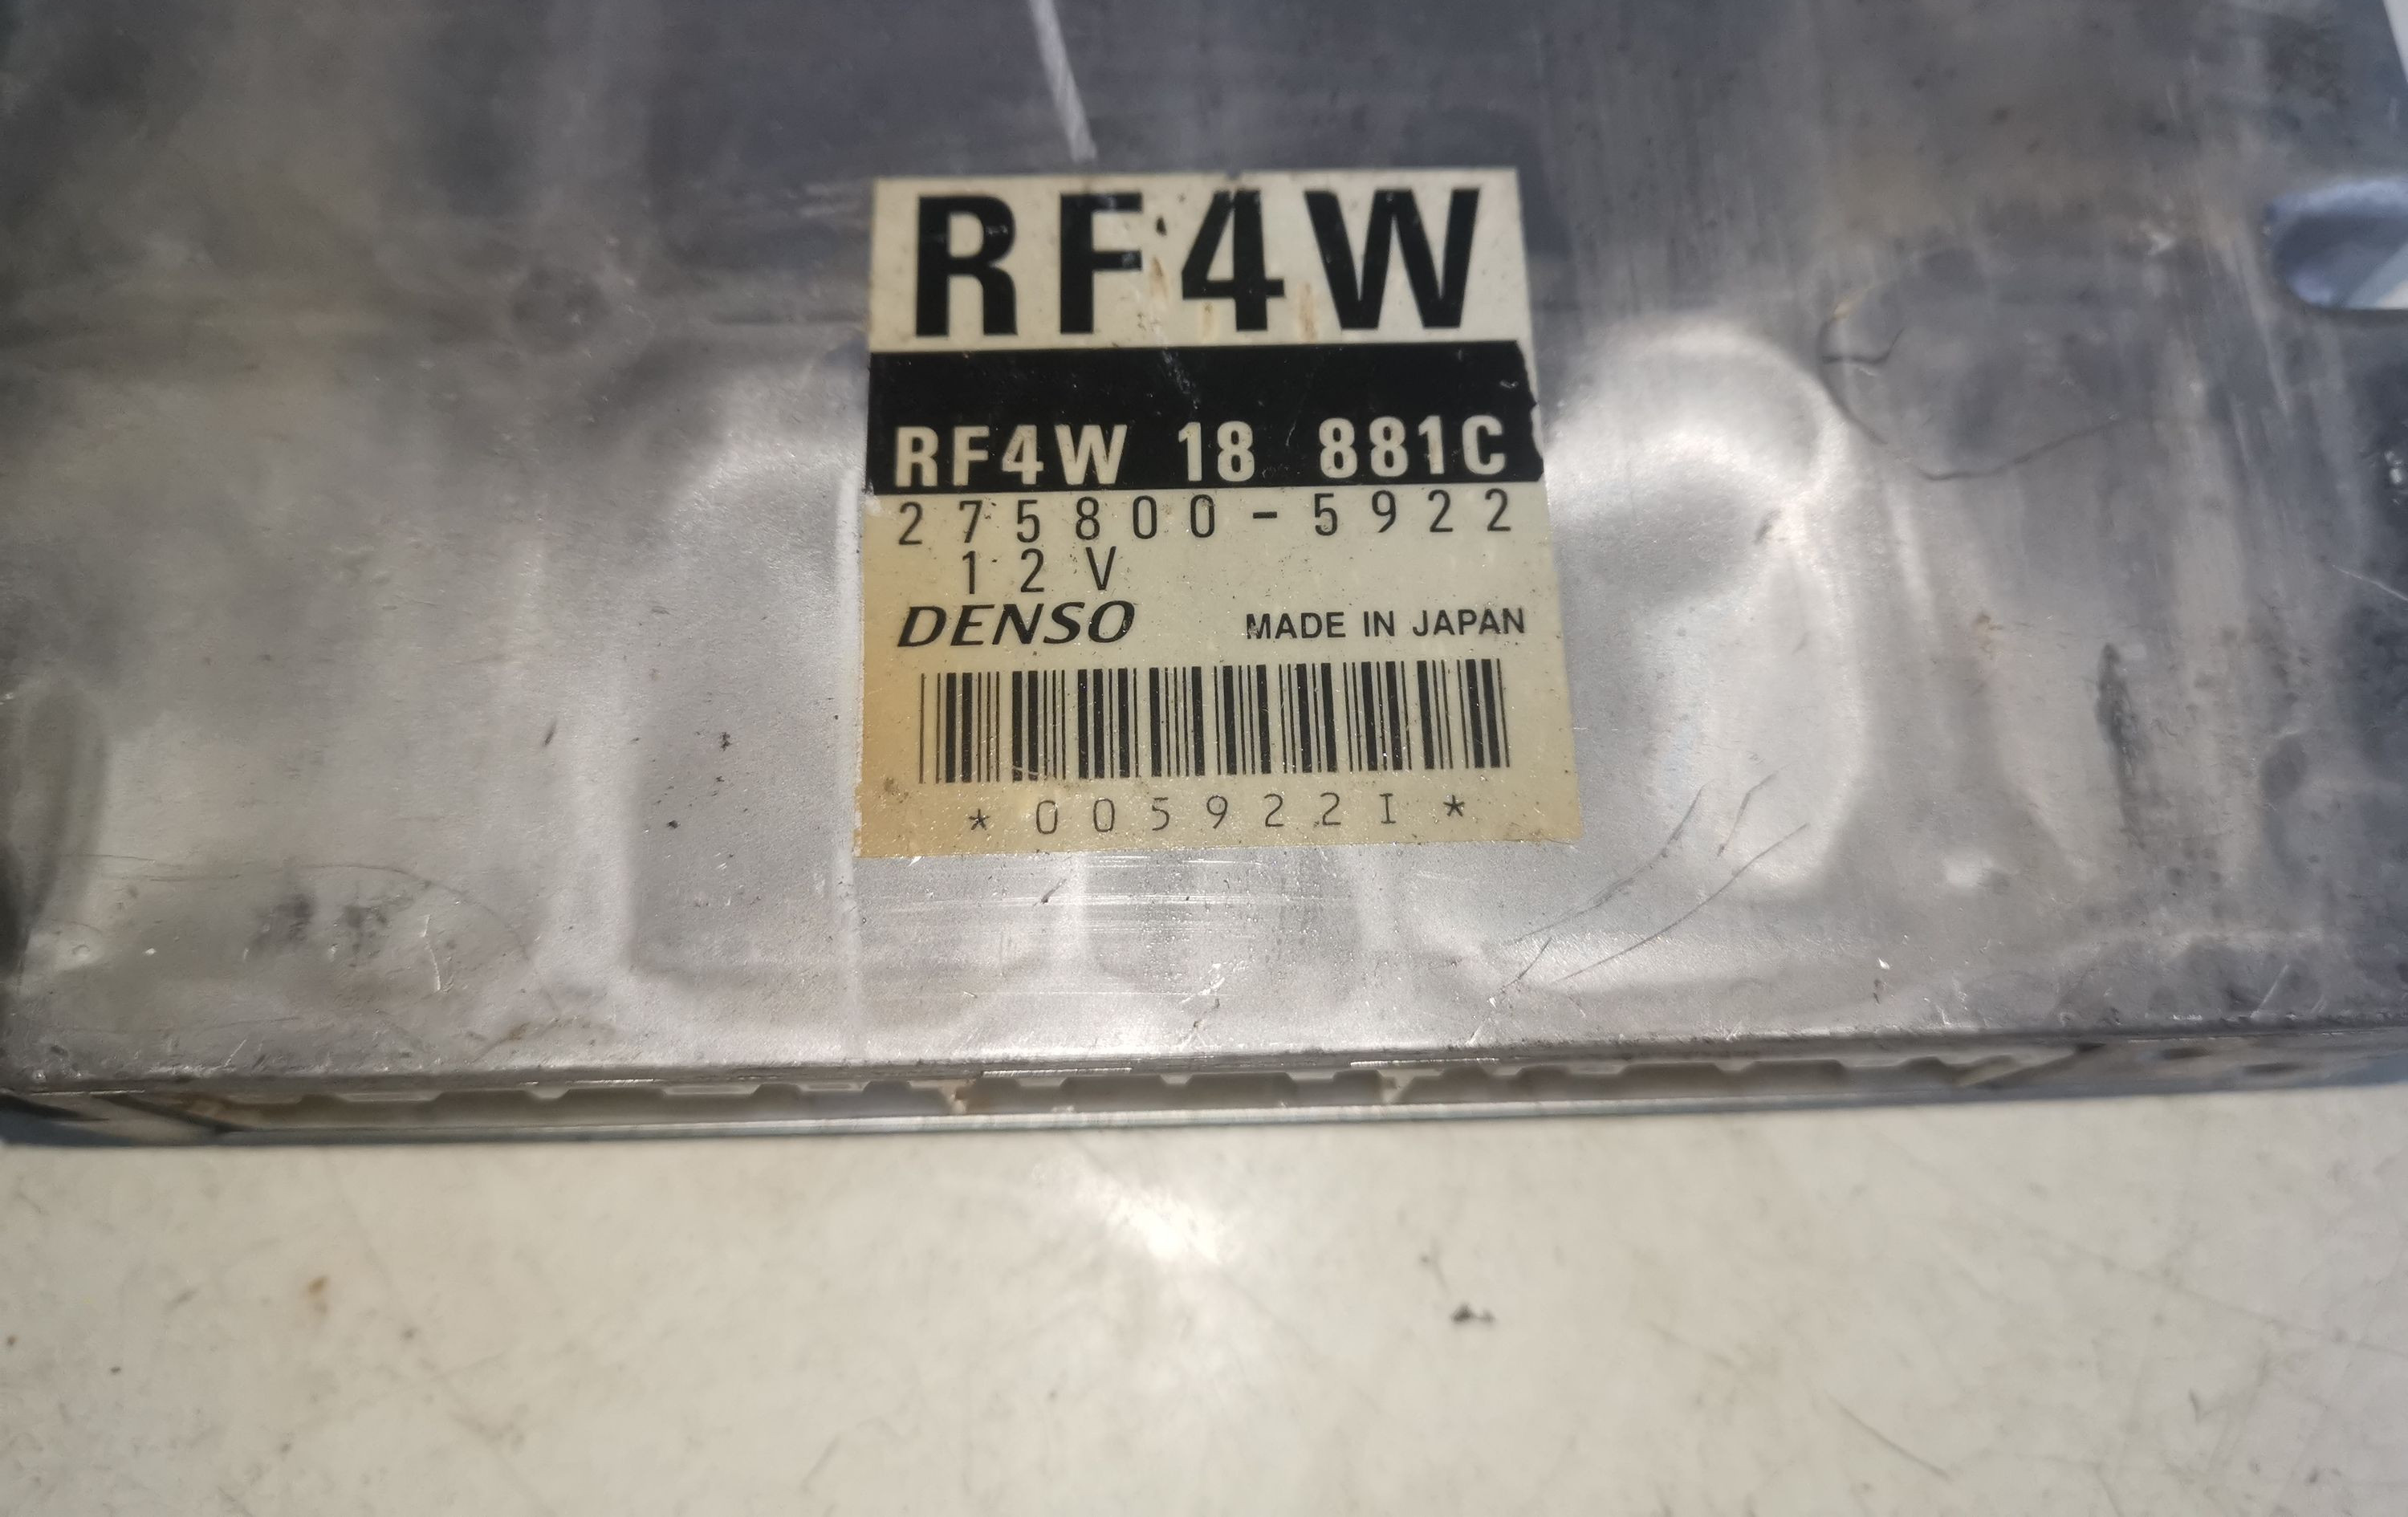 RF4W
RF4W 18 881C
275800-5922
12V
DENSO MADE IN JAPAN
*005922I*